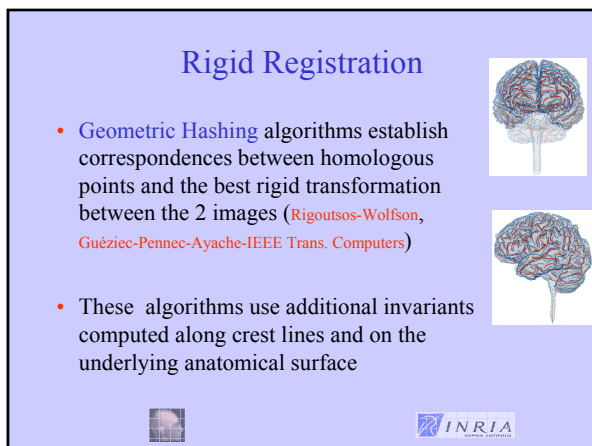 Rigid Registration
• Geometric Hashing algorithms establish
correspondences between homologous
points and the best rigid transformation
between the 2 images (Rigoutsos-Wolfson,
Guéziec-Pennec-Ayache-IEEE Trans. Computers)
• These algorithms use additional invariants
computed along crest lines and on the
underlying anatomical surface
INRIA
SOPHIA ANTIPOLIS